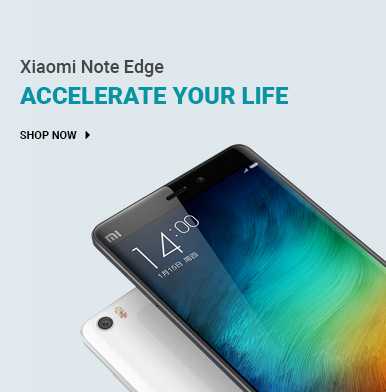 Xiaomi Note Edge
ACCELERATE YOUR LIFE
SHOP NOW
mi
14:00
1月15日 周四